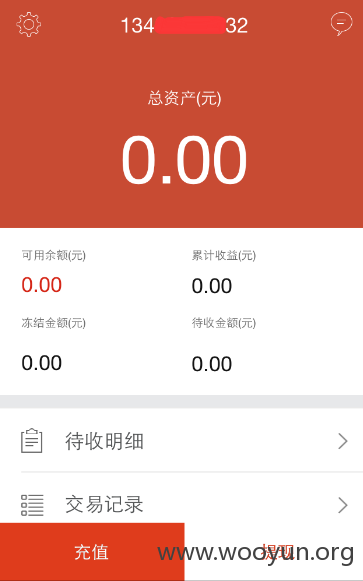 134 32
总资产(元)
0.00
可用余额(元) 累计收益(元)
0.00 0.00
冻结金额(元) 待收金额(元)
0.00 0.00
待收明细
交易记录
充值 提现
www.wooyun.org